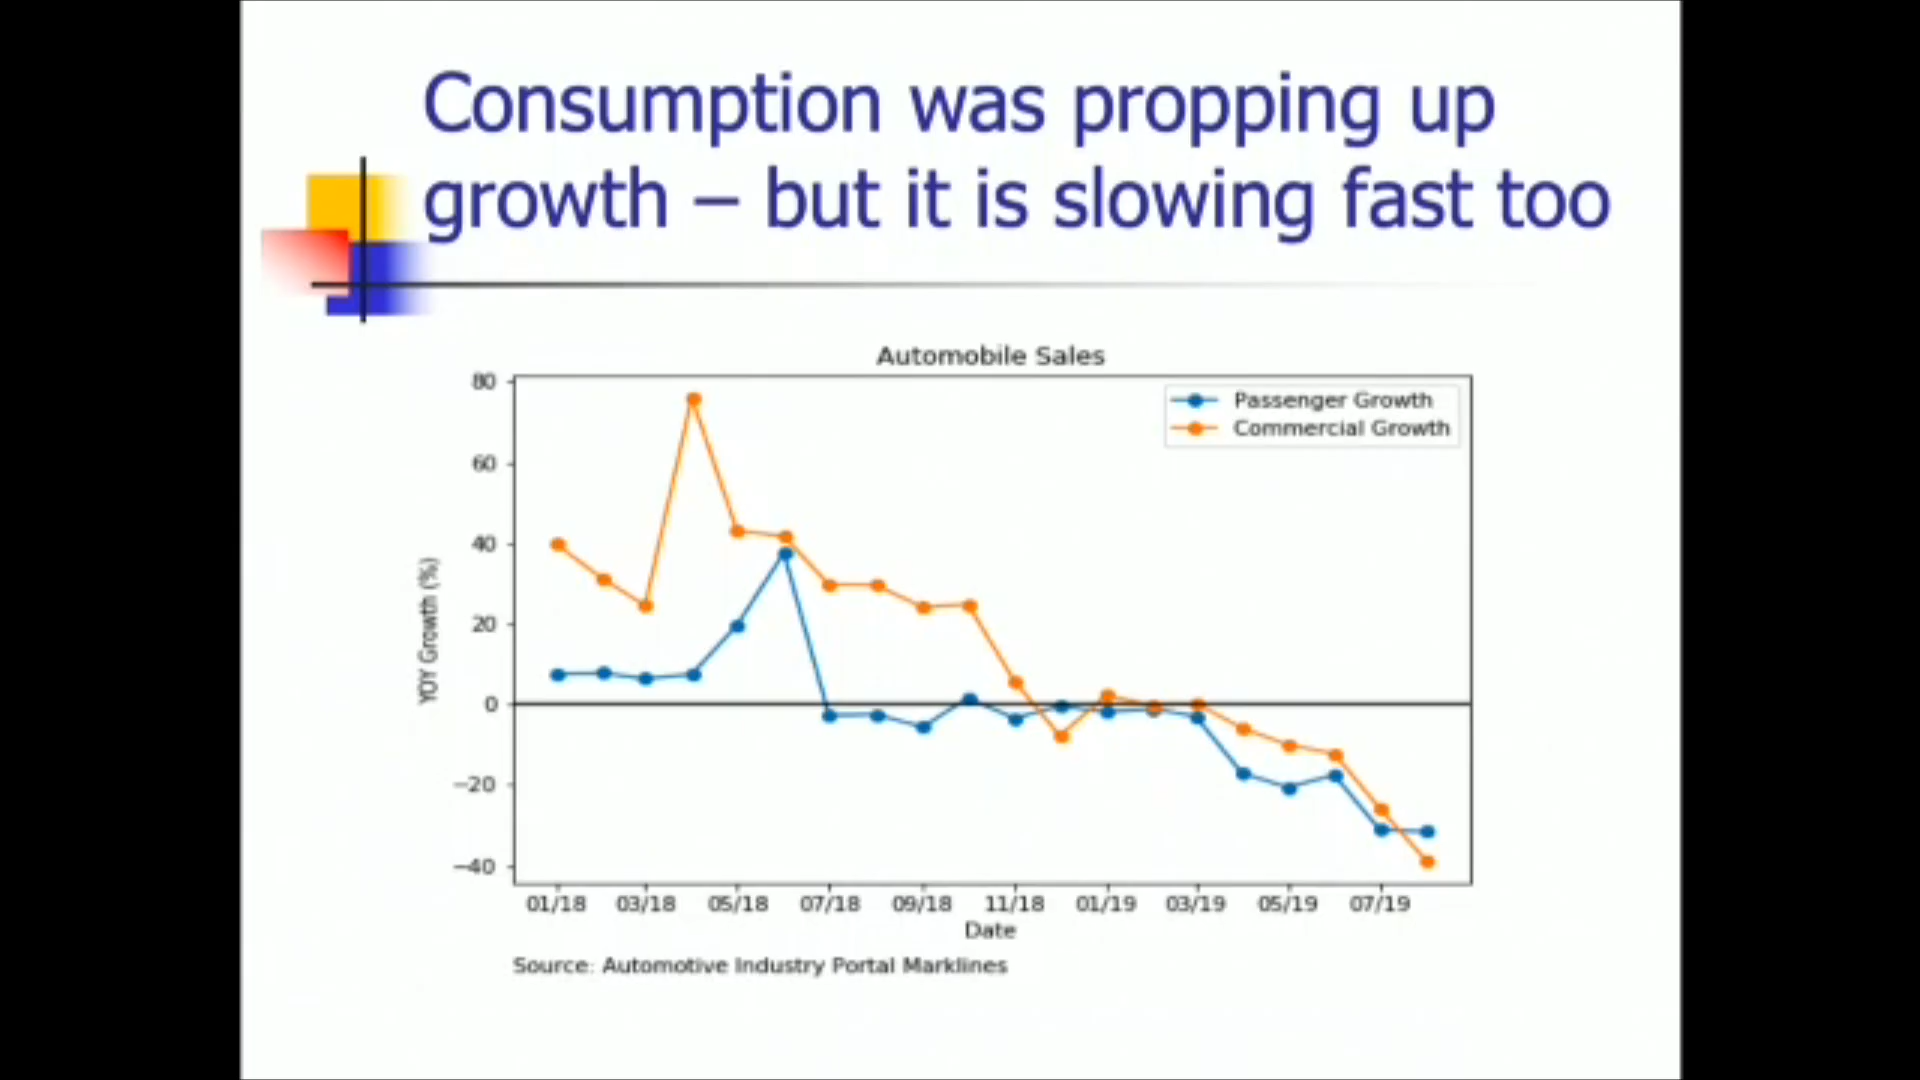 Consumption was propping up
growth – but it is slowing fast too
Automobile Sales
Passenger Growth
Commercial Growth
YOY Growth (%)
80
60
40
20
0
−20
−40
01/18 03/18 05/18 07/18 09/18 11/18 01/19 03/19 05/19 07/19
Date
Source: Automotive Industry Portal Marklines